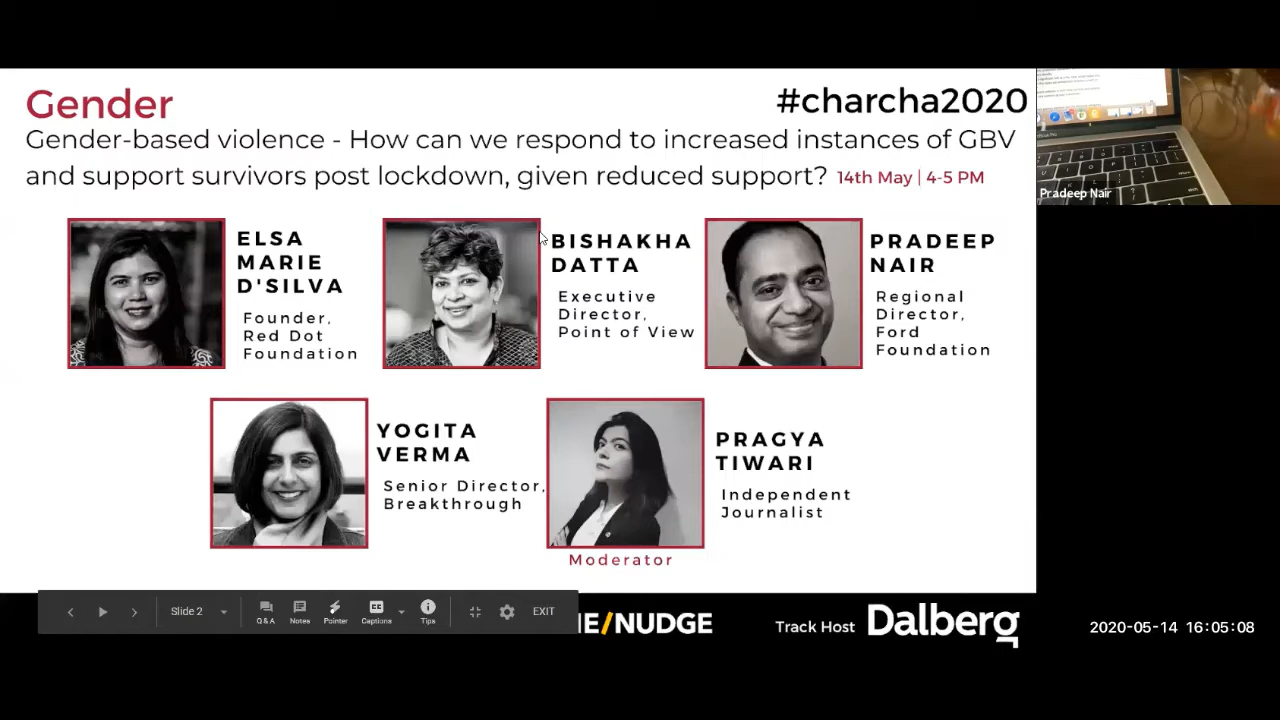 Gender
#charcha2020
Gender-based violence - How can we respond to increased instances of GBV
and support survivors post lockdown, given reduced support? 14th May | 4-5 PM
Pradeep Nair
ELSA
MARIE
D'SILVA
Founder,
Red Dot
Foundation
BISHAKHA
DATTA
Executive
Director,
Point of View
PRADEEP
NAIR
Regional
Director,
Ford
Foundation
YOGITA
VERMA
Senior Director,
Breakthrough
PRAGYA
TIWARI
Independent
Journalist
Moderator
Slide 2
Q&A
Notes
Pointer
Captions
Tips
EXIT
E/NUDGE
Track Host
Dalberg
2020-05-14 16:05:08